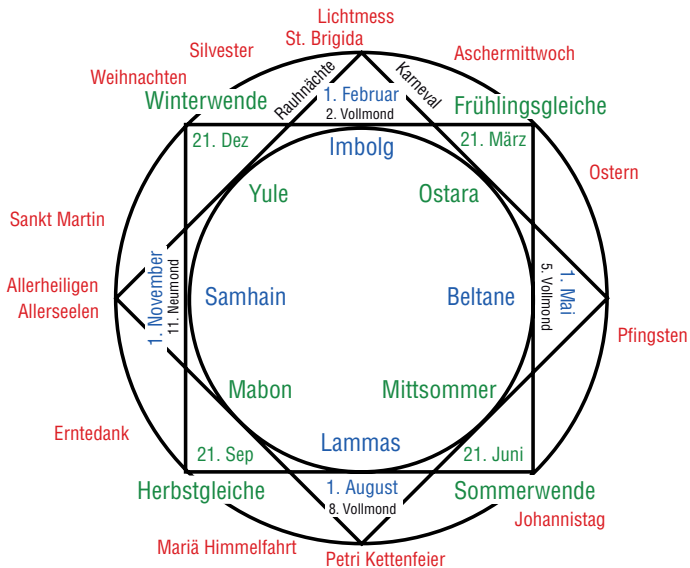 Lichtmess
St. Brigida
Silvester
Aschermittwoch
Weihnachten
Rauhnächte
Karneval
Winterwende
1. Februar
2. Vollmond
Frühlingsgleiche
21. Dez
Imbolg
21. März
Ostern
Yule
Ostara
Sankt Martin
Allerheiligen
Allerseelen
1. November
11. Neumond
Samhain
Beltane
1. Mai
5. Vollmond
Pfingsten
Mabon
Mittsommer
Erntedank
Lammas
21. Sep
21. Juni
Herbstgleiche
1. August
8. Vollmond
Sommerwende
Johannistag
Mariä Himmelfahrt
Petri Kettenfeier